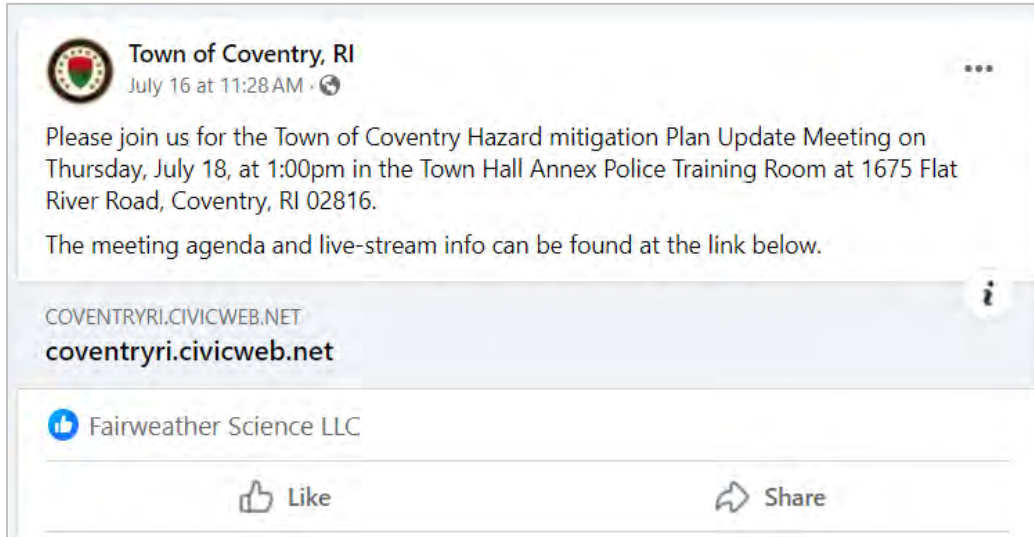 Town of Coventry, RI
July 16 at 11:28 AM ·
Please join us for the Town of Coventry Hazard mitigation Plan Update Meeting on
Thursday, July 18, at 1:00pm in the Town Hall Annex Police Training Room at 1675 Flat
River Road, Coventry, RI 02816.
The meeting agenda and live-stream info can be found at the link below.
i
COVENTRYRI.CIVICWEB.NET
coventryri.civicweb.net
Fairweather Science LLC
Like
Share